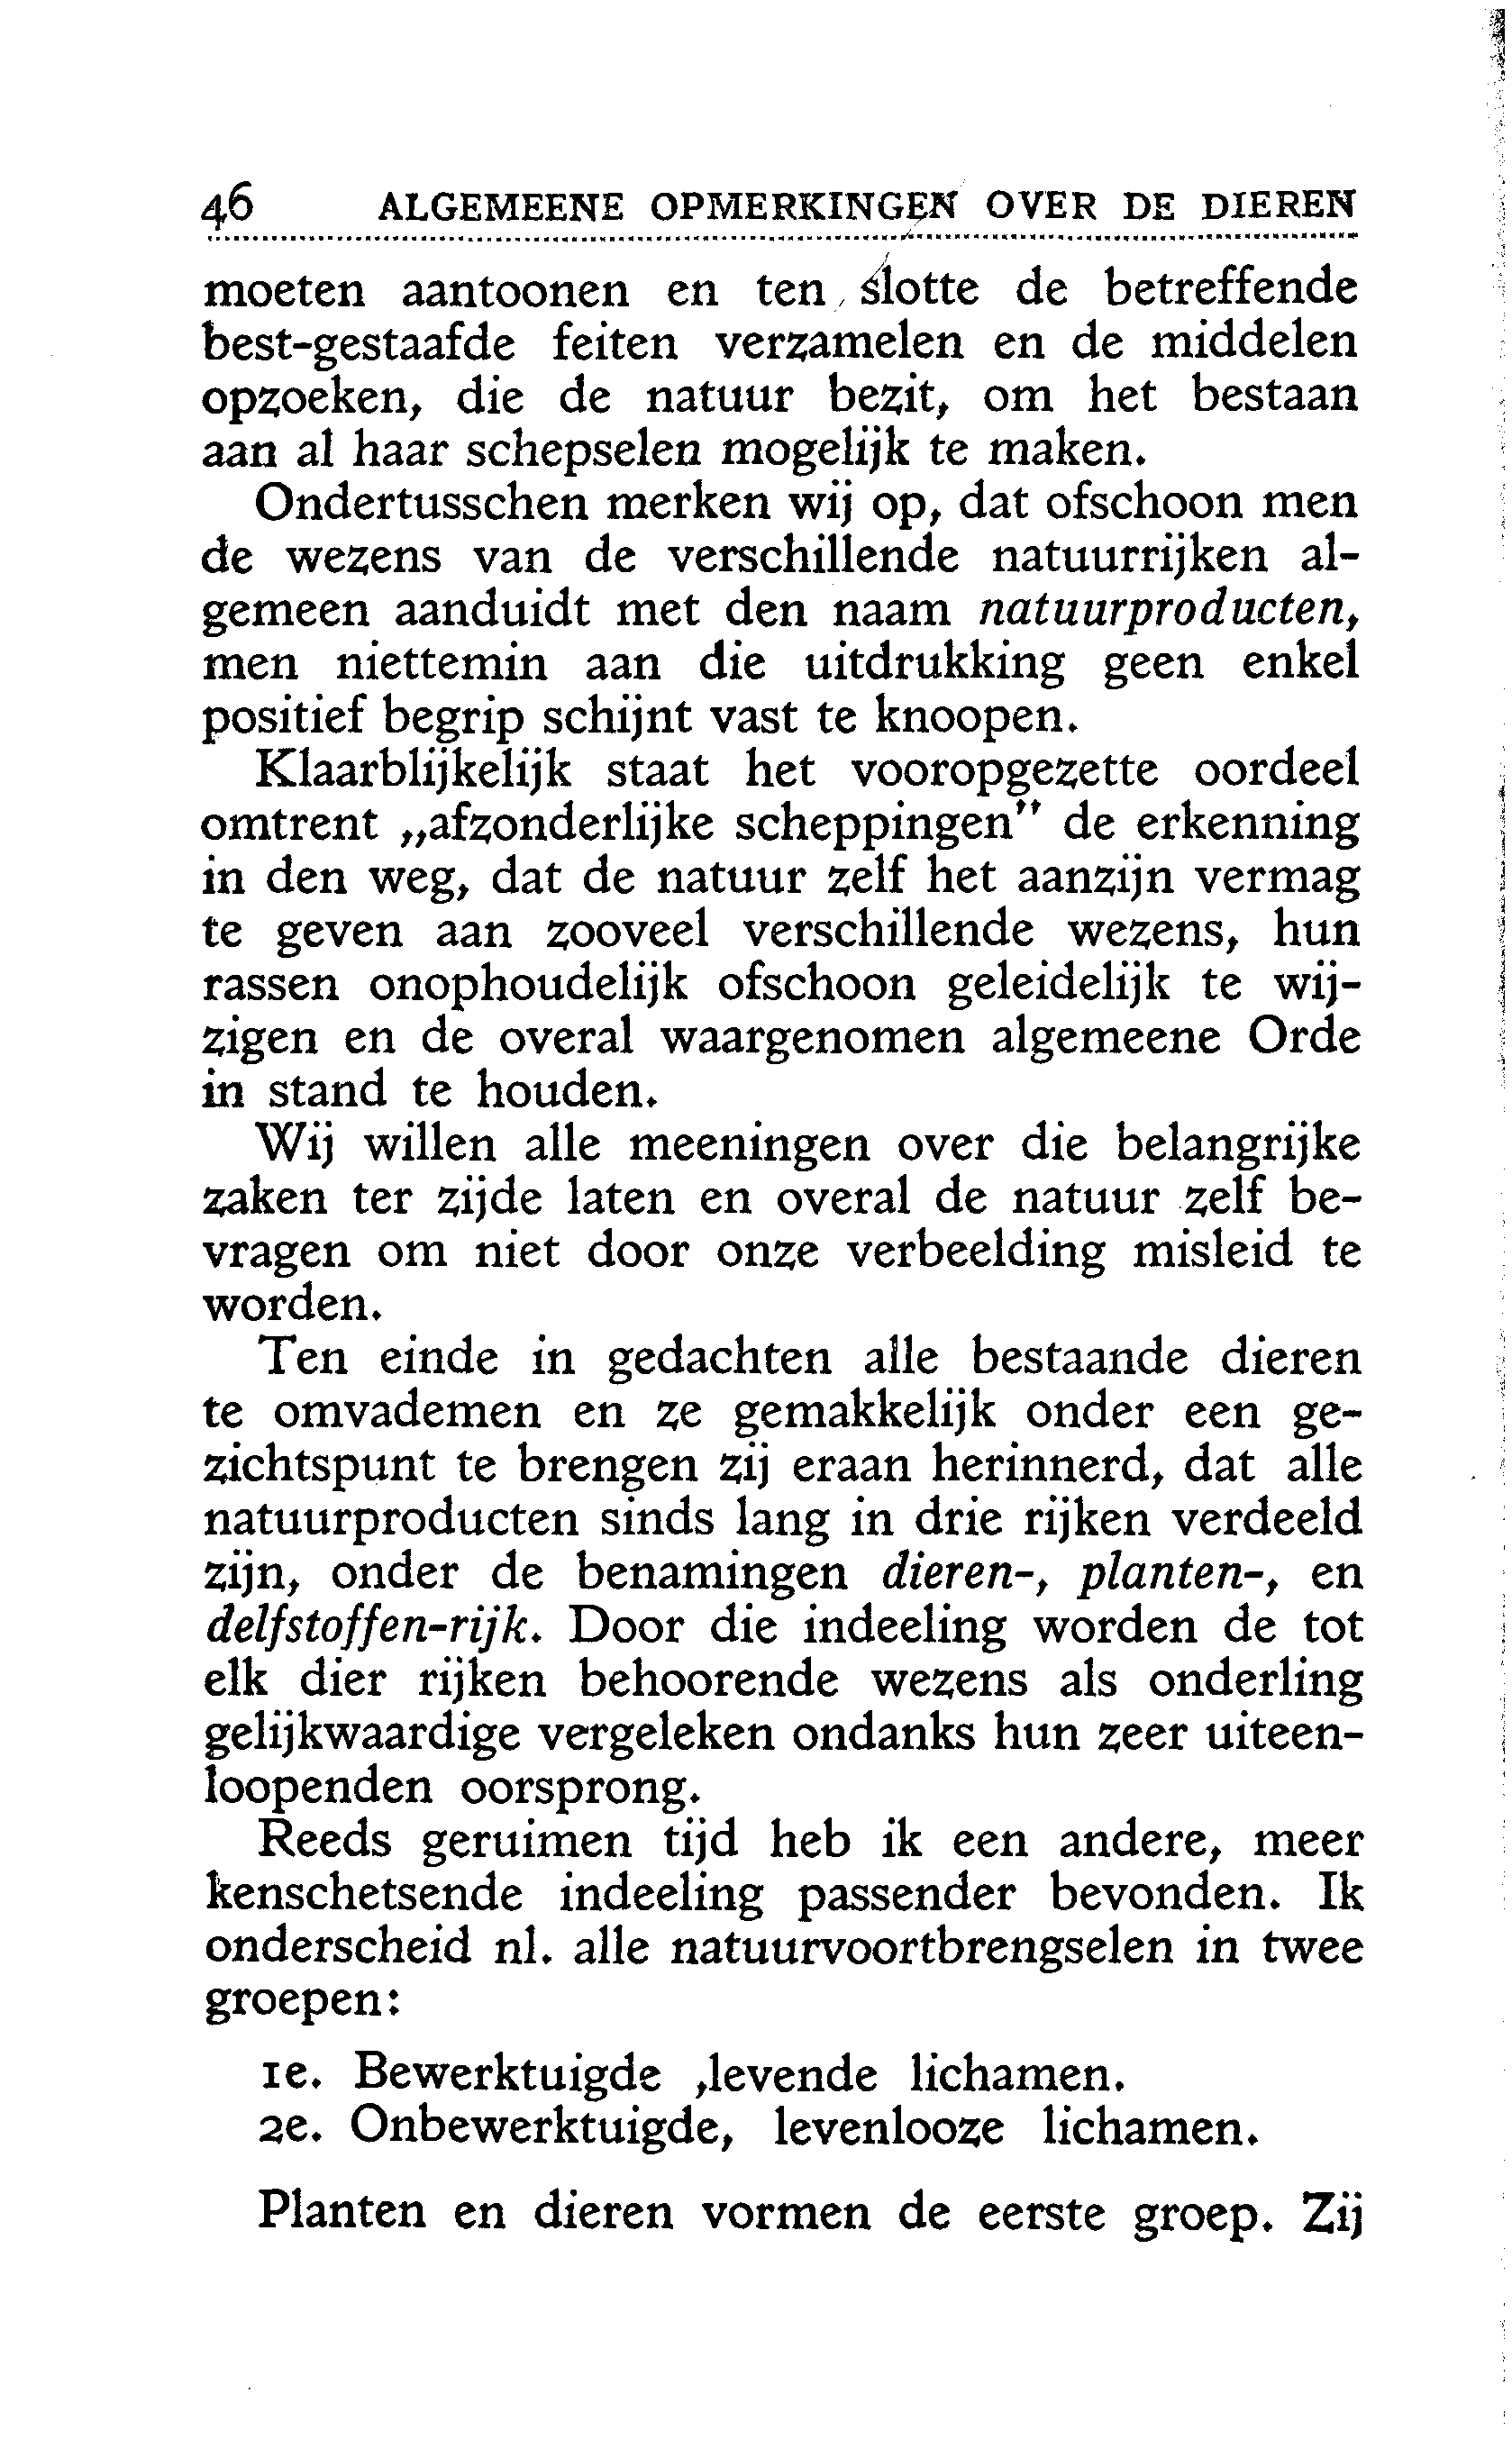 46 ALGEMEENE OPMERKINGEN OVER DE DIEREN
moeten aantoonen en ten slotte de betreffende
best-gestaafde feiten verzamelen en de middelen
opzoeken, die de natuur bezit, om het bestaan
aan al haar schepselen mogelijk te maken.
Ondertusschen merken wij op, dat ofschoon men
de wezens van de verschillende natuurrijken al-
gemeen aanduidt met den naam natuurproducten,
men niettemin aan die uitdrukking geen enkel
positief begrip schijnt vast te knoopen.
Klaarblijkelijk staat het vooropgezette oordeel
omtrent „afzonderlijke scheppingen” de erkenning
in den weg, dat de natuur zelf het aanzijn vermag
te geven aan zooveel verschillende wezens, hun
rassen onophoudelijk ofschoon geleidelijk te wij-
zigen en de overal waargenomen algemeene Orde
in stand te houden.
Wij willen alle meeningen over die belangrijke
zaken ter zijde laten en overal de natuur zelf be-
vragen om niet door onze verbeelding misleid te
worden.
Ten einde in gedachten alle bestaande dieren
te omvademen en ze gemakkelijk onder een ge-
zichtspunt te brengen zij eraan herinnerd, dat alle
natuurproducten sinds lang in drie rijken verdeeld
zijn, onder de benamingen dieren-, planten-, en
delfstoffen-rijk. Door die indeeling worden de tot
elk dier rijken behoorende wezens als onderling
gelijkwaardige vergeleken ondanks hun zeer uiteen-
loopenden oorsprong.
Reeds geruimen tijd heb ik een andere, meer
kenschetsende indeeling passender bevonden. Ik
onderscheid nl. alle natuurvoortbrengselen in twee
groepen:
1e. Bewerktuigde ,levende lichamen.
2e. Onbewerktuigde, levenlooze lichamen.
Planten en dieren vormen de eerste groep. Zij